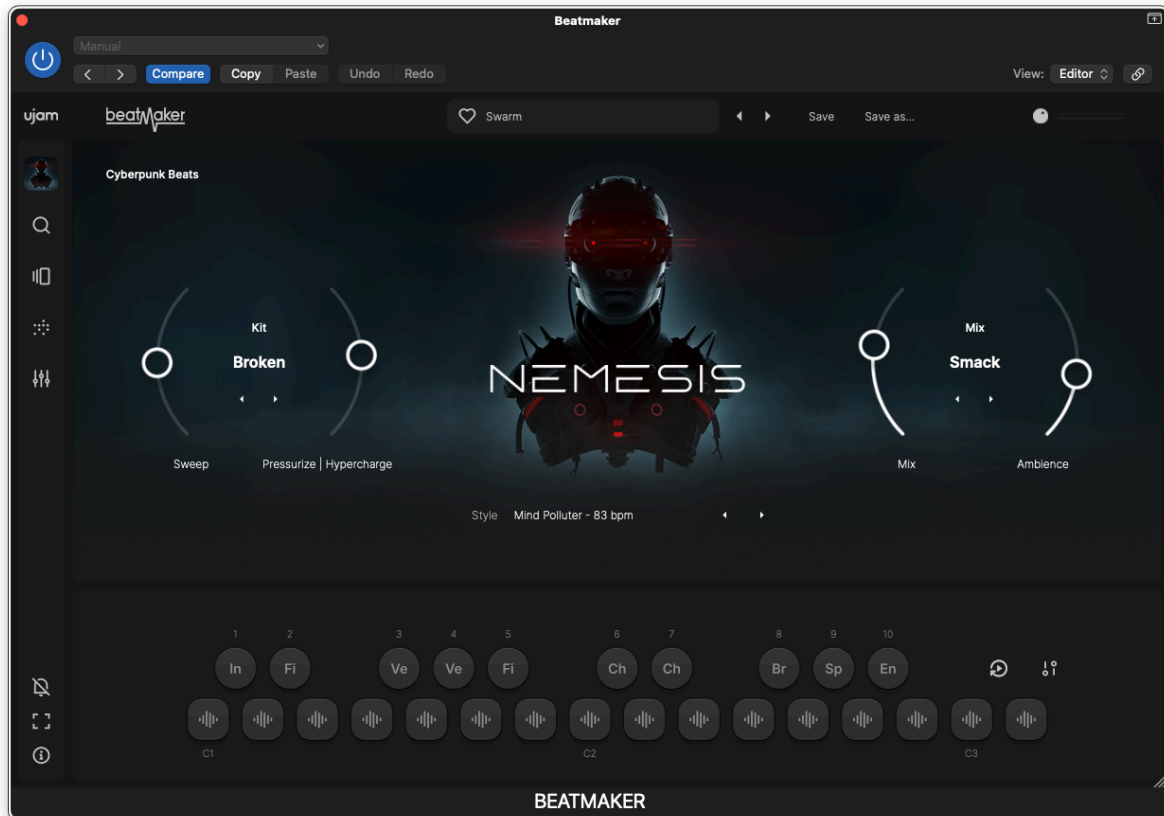 Beatmaker
Manual
Compare Copy Paste Undo Redo View: Editor
ujam beatMaker Swarm Save Save as...
Cyberpunk Beats
Kit Mix
Broken Smack
NEMESIS
Sweep Pressurize | Hypercharge Mix Ambience
Style Mind Polluter - 83 bpm
1 2 3 4 5 6 7 8 9 10
In Fi Ve Ve Fi Ch Ch Br Sp En
C1 C2 C3
BEATMAKER